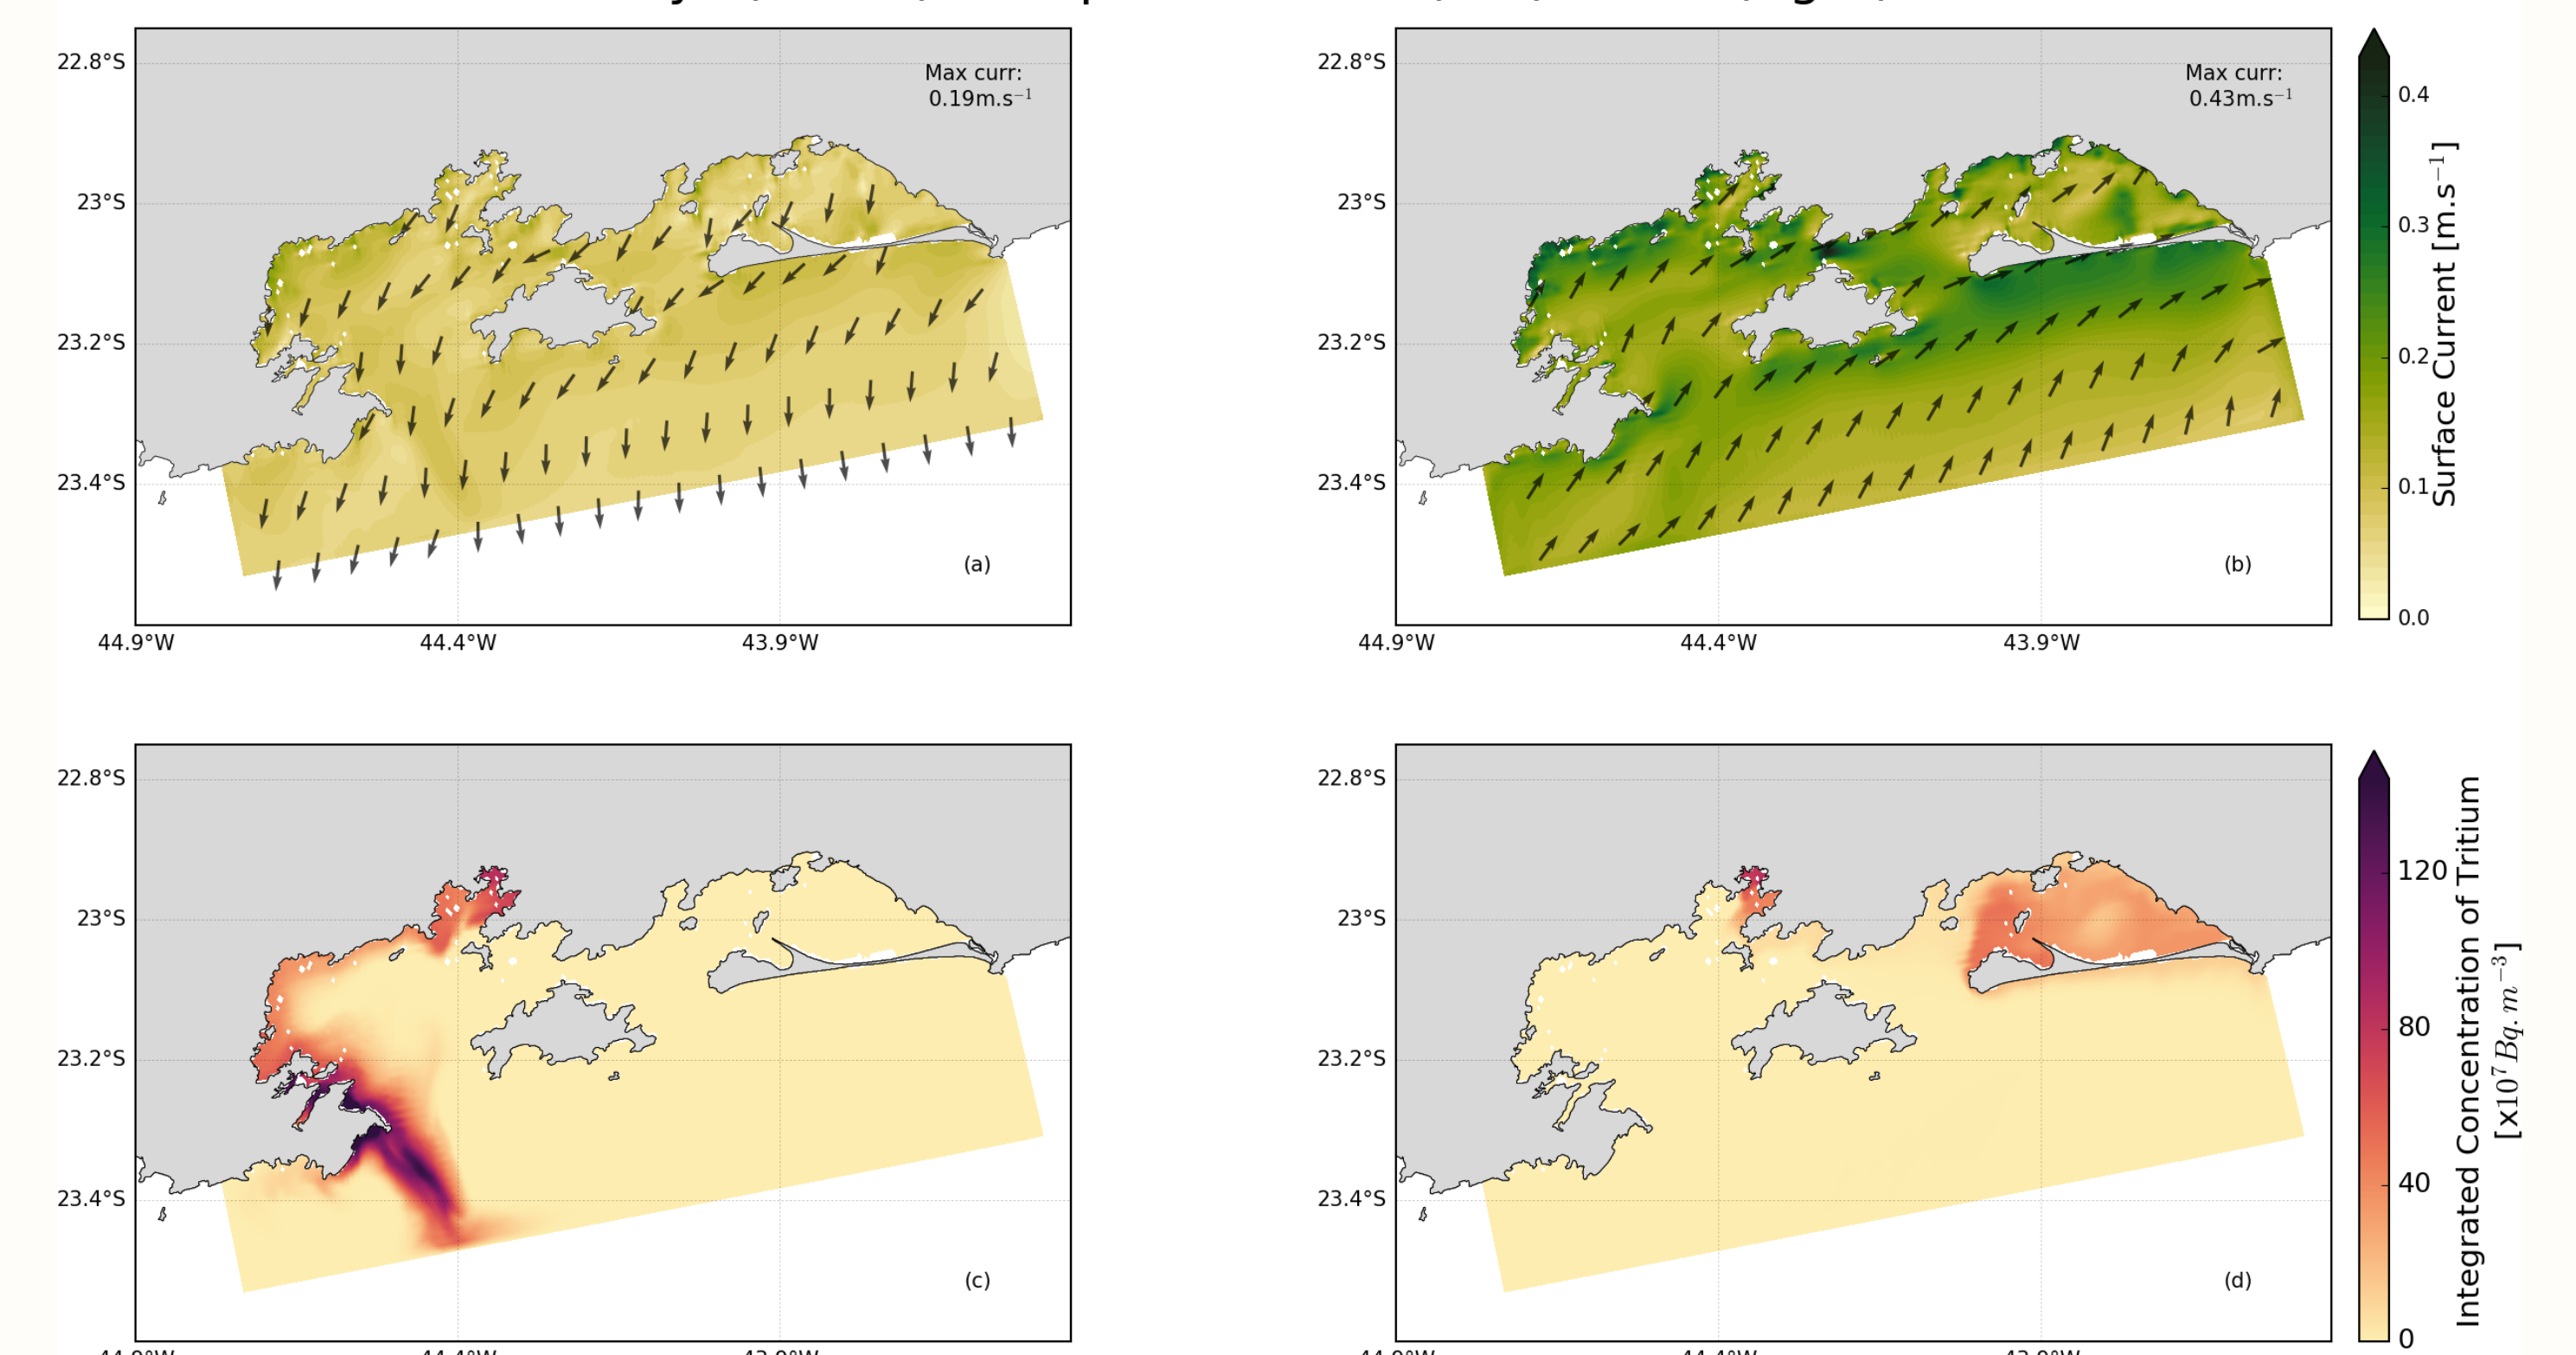 22.8°S
23°S
23.2°S
23.4°S
44.9°W 44.4°W 43.9°W
Max curr:
0.19m.s⁻¹
(a)
22.8°S
23°S
23.2°S
23.4°S
44.9°W 44.4°W 43.9°W
Max curr:
0.43m.s⁻¹
(b)
0.4
0.3
0.2
0.1
0.0
Surface Current [m.s⁻¹]
22.8°S
23°S
23.2°S
23.4°S
(c)
22.8°S
23°S
23.2°S
23.4°S
(d)
120
80
40
0
Integrated Concentration of Tritium
[x10⁷Bq.m⁻³]